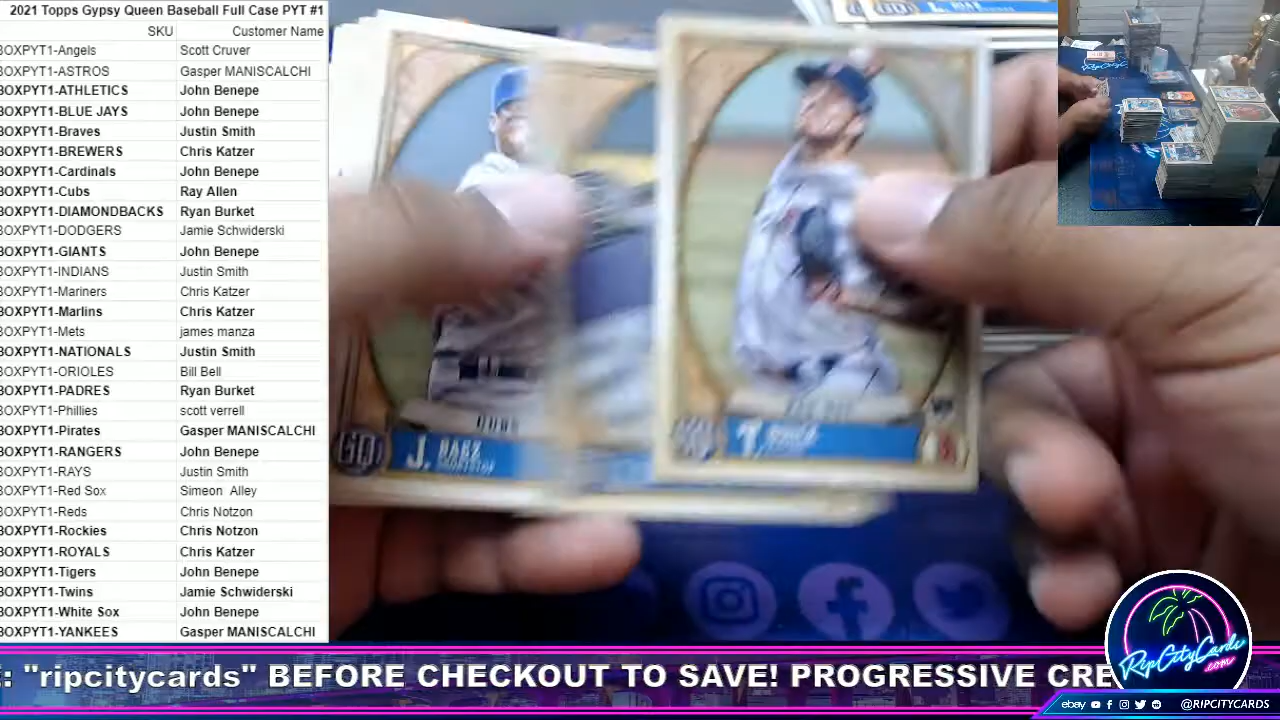 2021 Topps Gypsy Queen Baseball Full Case PYT #1
SKU Customer Name
BOXPYT1-Angels Scott Cruver
BOXPYT1-ASTROS Gasper MANISCALCHI
BOXPYT1-ATHLETICS John Benepe
BOXPYT1-BLUE JAYS John Benepe
BOXPYT1-Braves Justin Smith
BOXPYT1-BREWERS Chris Katzer
BOXPYT1-Cardinals John Benepe
BOXPYT1-Cubs Ray Allen
BOXPYT1-DIAMONDBACKS Ryan Burket
BOXPYT1-DODGERS Jamie Schwiderski
BOXPYT1-GIANTS John Benepe
BOXPYT1-INDIANS Justin Smith
BOXPYT1-Mariners Chris Katzer
BOXPYT1-Marlins Chris Katzer
BOXPYT1-Mets james manza
BOXPYT1-NATIONALS Justin Smith
BOXPYT1-ORIOLES Bill Bell
BOXPYT1-PADRES Ryan Burket
BOXPYT1-Phillies scott verrell
BOXPYT1-Pirates Gasper MANISCALCHI
BOXPYT1-RANGERS John Benepe
BOXPYT1-RAYS Justin Smith
BOXPYT1-Red Sox Simeon Alley
BOXPYT1-Reds Chris Notzon
BOXPYT1-Rockies Chris Notzon
BOXPYT1-ROYALS Chris Katzer
BOXPYT1-Tigers John Benepe
BOXPYT1-Twins Jamie Schwiderski
BOXPYT1-White Sox John Benepe
BOXPYT1-YANKEES Gasper MANISCALCHI
CUBS
GQ J. BAEZ
SHORTSTOP
T.
RipCityCards
.com
: "ripcitycards" BEFORE CHECKOUT TO SAVE! PROGRESSIVE CRE
ebay @RIPCITYCARDS